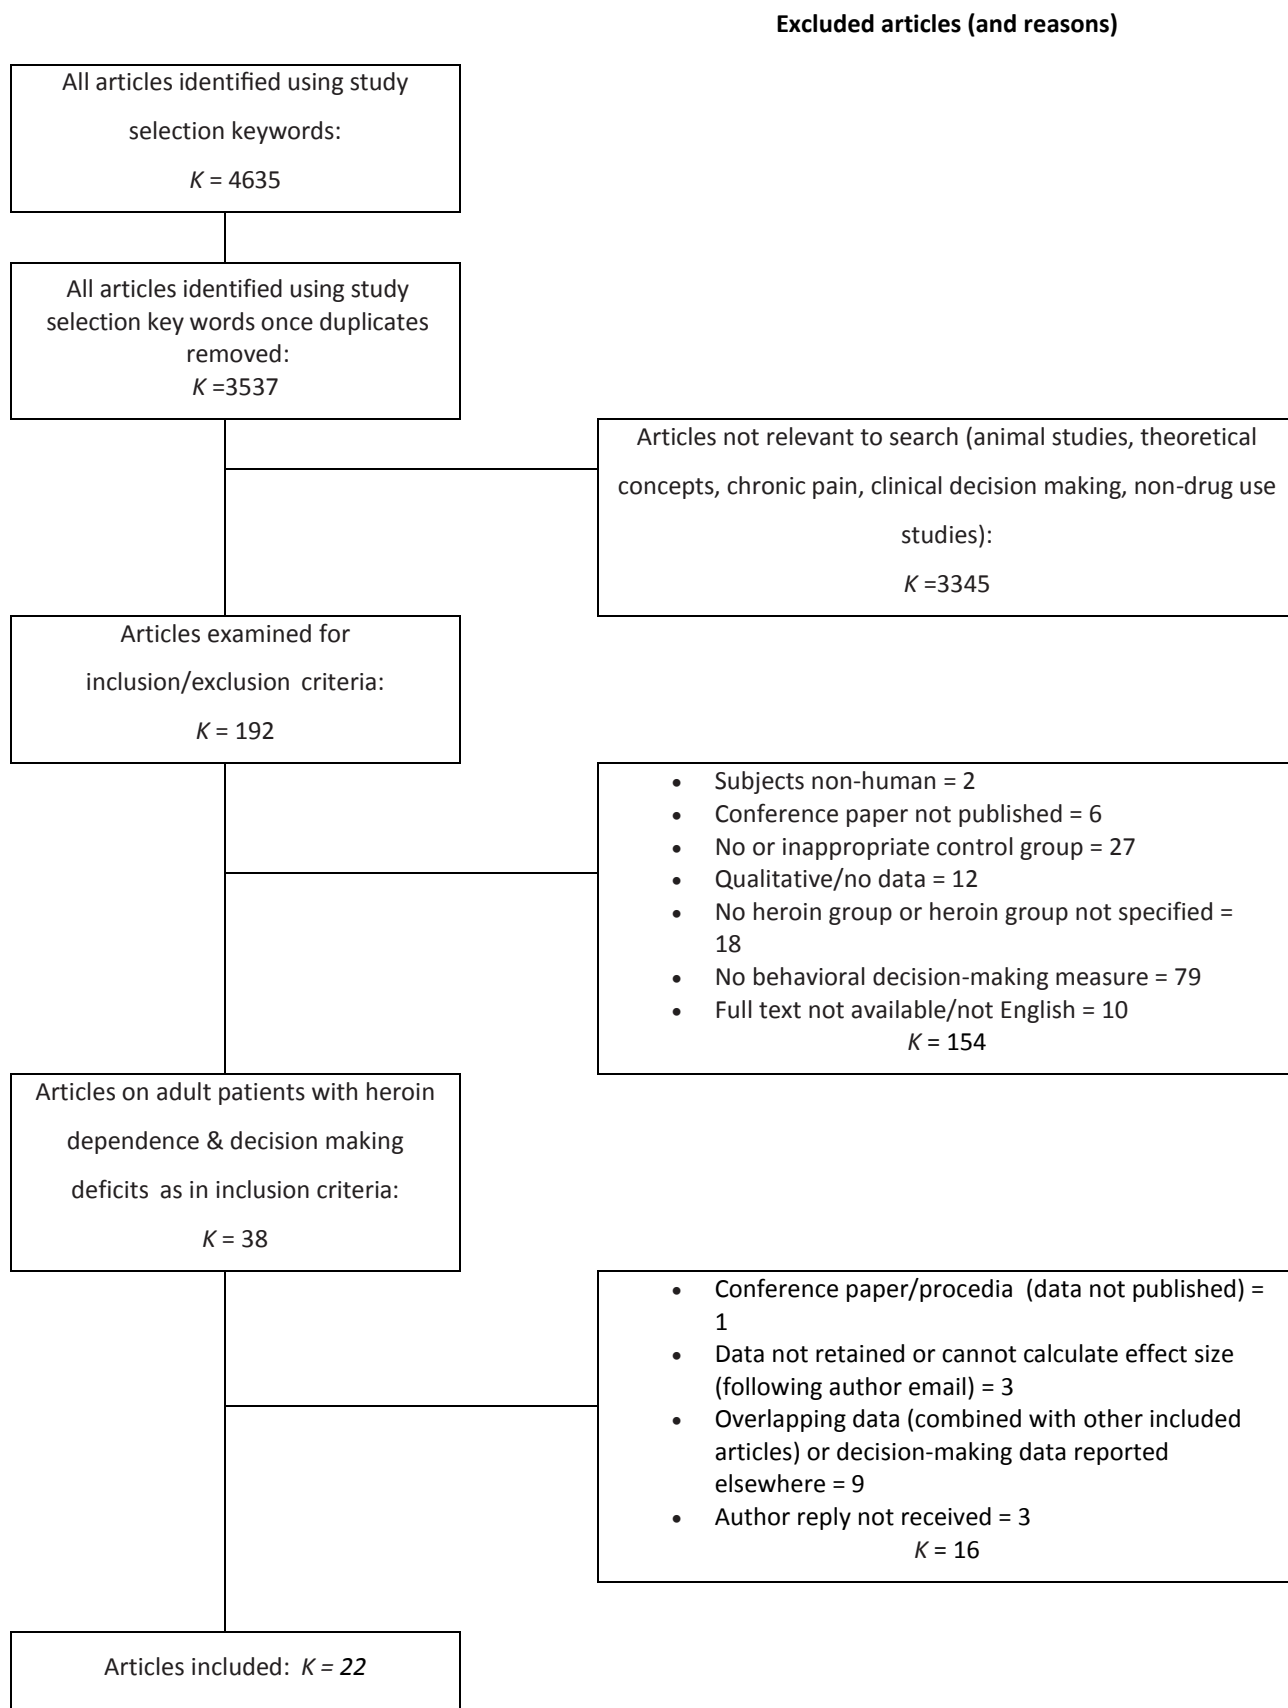 Excluded articles (and reasons)
All articles identified using study
selection keywords:
K = 4635
All articles identified using study
selection key words once duplicates
removed:
K =3537
Articles not relevant to search (animal studies, theoretical
concepts, chronic pain, clinical decision making, non-drug use
studies):
K =3345
Articles examined for
inclusion/exclusion criteria:
K = 192
• Subjects non-human = 2
• Conference paper not published = 6
• No or inappropriate control group = 27
• Qualitative/no data = 12
• No heroin group or heroin group not specified =
18
• No behavioral decision-making measure = 79
• Full text not available/not English = 10
K = 154
Articles on adult patients with heroin
dependence & decision making
deficits as in inclusion criteria:
K = 38
• Conference paper/procedia (data not published) =
1
• Data not retained or cannot calculate effect size
(following author email) = 3
• Overlapping data (combined with other included
articles) or decision-making data reported
elsewhere = 9
• Author reply not received = 3
K = 16
Articles included: K = 22